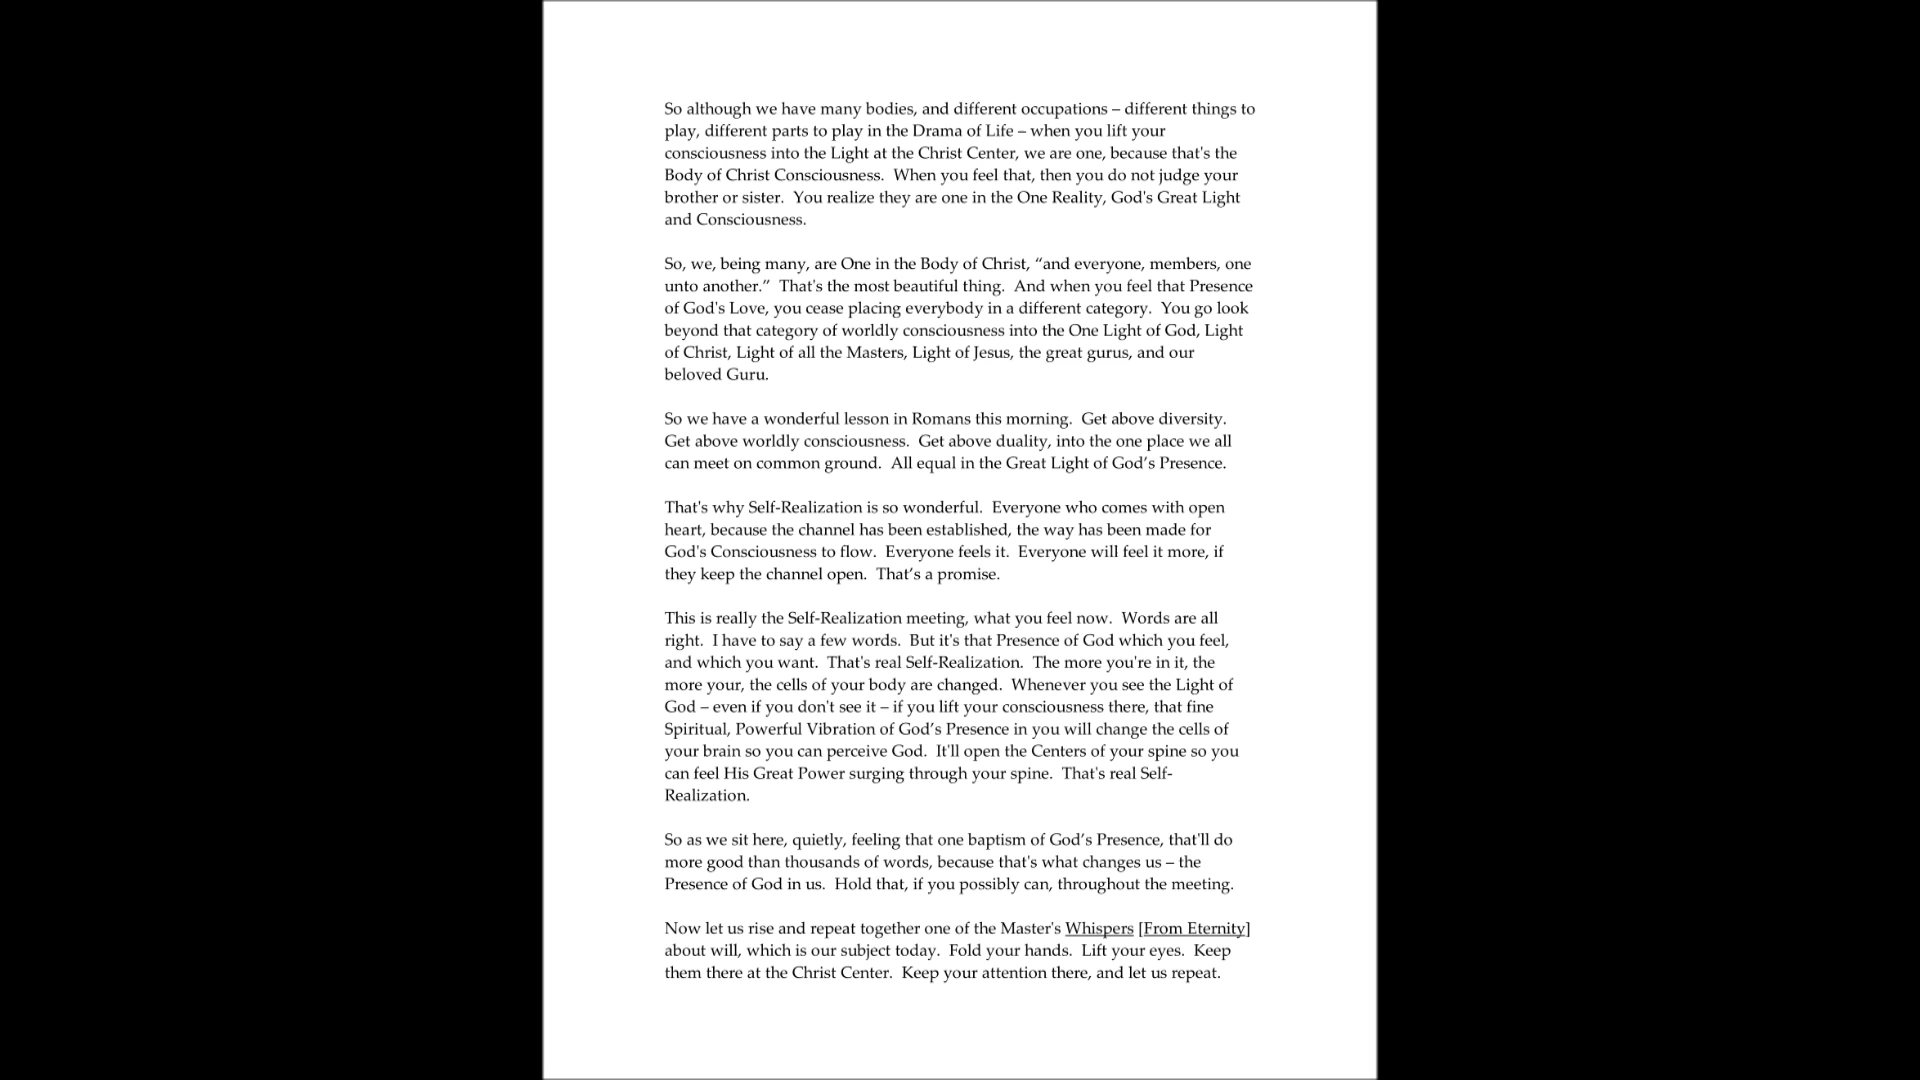 So although we have many bodies, and different occupations – different things to
play, different parts to play in the Drama of Life – when you lift your
consciousness into the Light at the Christ Center, we are one, because that's the
Body of Christ Consciousness.  When you feel that, then you do not judge your
brother or sister.  You realize they are one in the One Reality, God's Great Light
and Consciousness.

So, we, being many, are One in the Body of Christ, “and everyone, members, one
unto another.”  That's the most beautiful thing.  And when you feel that Presence
of God's Love, you cease placing everybody in a different category.  You go look
beyond that category of worldly consciousness into the One Light of God, Light
of Christ, Light of all the Masters, Light of Jesus, the great gurus, and our
beloved Guru.

So we have a wonderful lesson in Romans this morning.  Get above diversity.
Get above worldly consciousness.  Get above duality, into the one place we all
can meet on common ground.  All equal in the Great Light of God’s Presence.

That's why Self-Realization is so wonderful.  Everyone who comes with open
heart, because the channel has been established, the way has been made for
God's Consciousness to flow.  Everyone feels it.  Everyone will feel it more, if
they keep the channel open.  That’s a promise.

This is really the Self-Realization meeting, what you feel now.  Words are all
right.  I have to say a few words.  But it's that Presence of God which you feel,
and which you want.  That's real Self-Realization.  The more you're in it, the
more your, the cells of your body are changed.  Whenever you see the Light of
God – even if you don't see it – if you lift your consciousness there, that fine
Spiritual, Powerful Vibration of God’s Presence in you will change the cells of
your brain so you can perceive God.  It'll open the Centers of your spine so you
can feel His Great Power surging through your spine.  That's real Self-
Realization.

So as we sit here, quietly, feeling that one baptism of God’s Presence, that'll do
more good than thousands of words, because that's what changes us – the
Presence of God in us.  Hold that, if you possibly can, throughout the meeting.

Now let us rise and repeat together one of the Master's Whispers [From Eternity]
about will, which is our subject today.  Fold your hands.  Lift your eyes.  Keep
them there at the Christ Center.  Keep your attention there, and let us repeat.